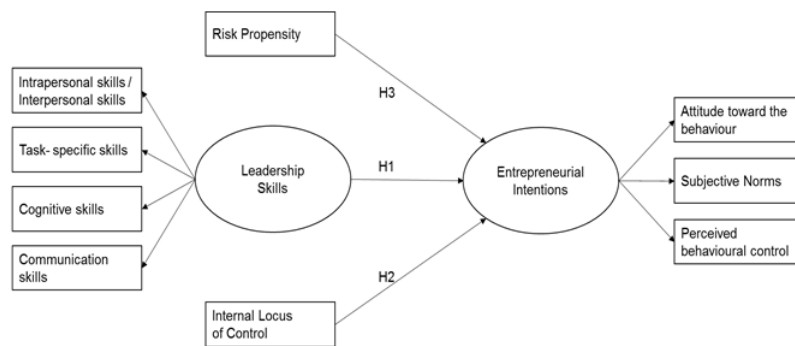 Risk Propensity
H3
Intrapersonal skills /
Interpersonal skills
Task- specific skills
Cognitive skills
Communication
skills
Leadership
Skills
H1
Entrepreneurial
Intentions
Attitude toward the
behaviour
Subjective Norms
Perceived
behavioural control
H2
Internal Locus
of Control